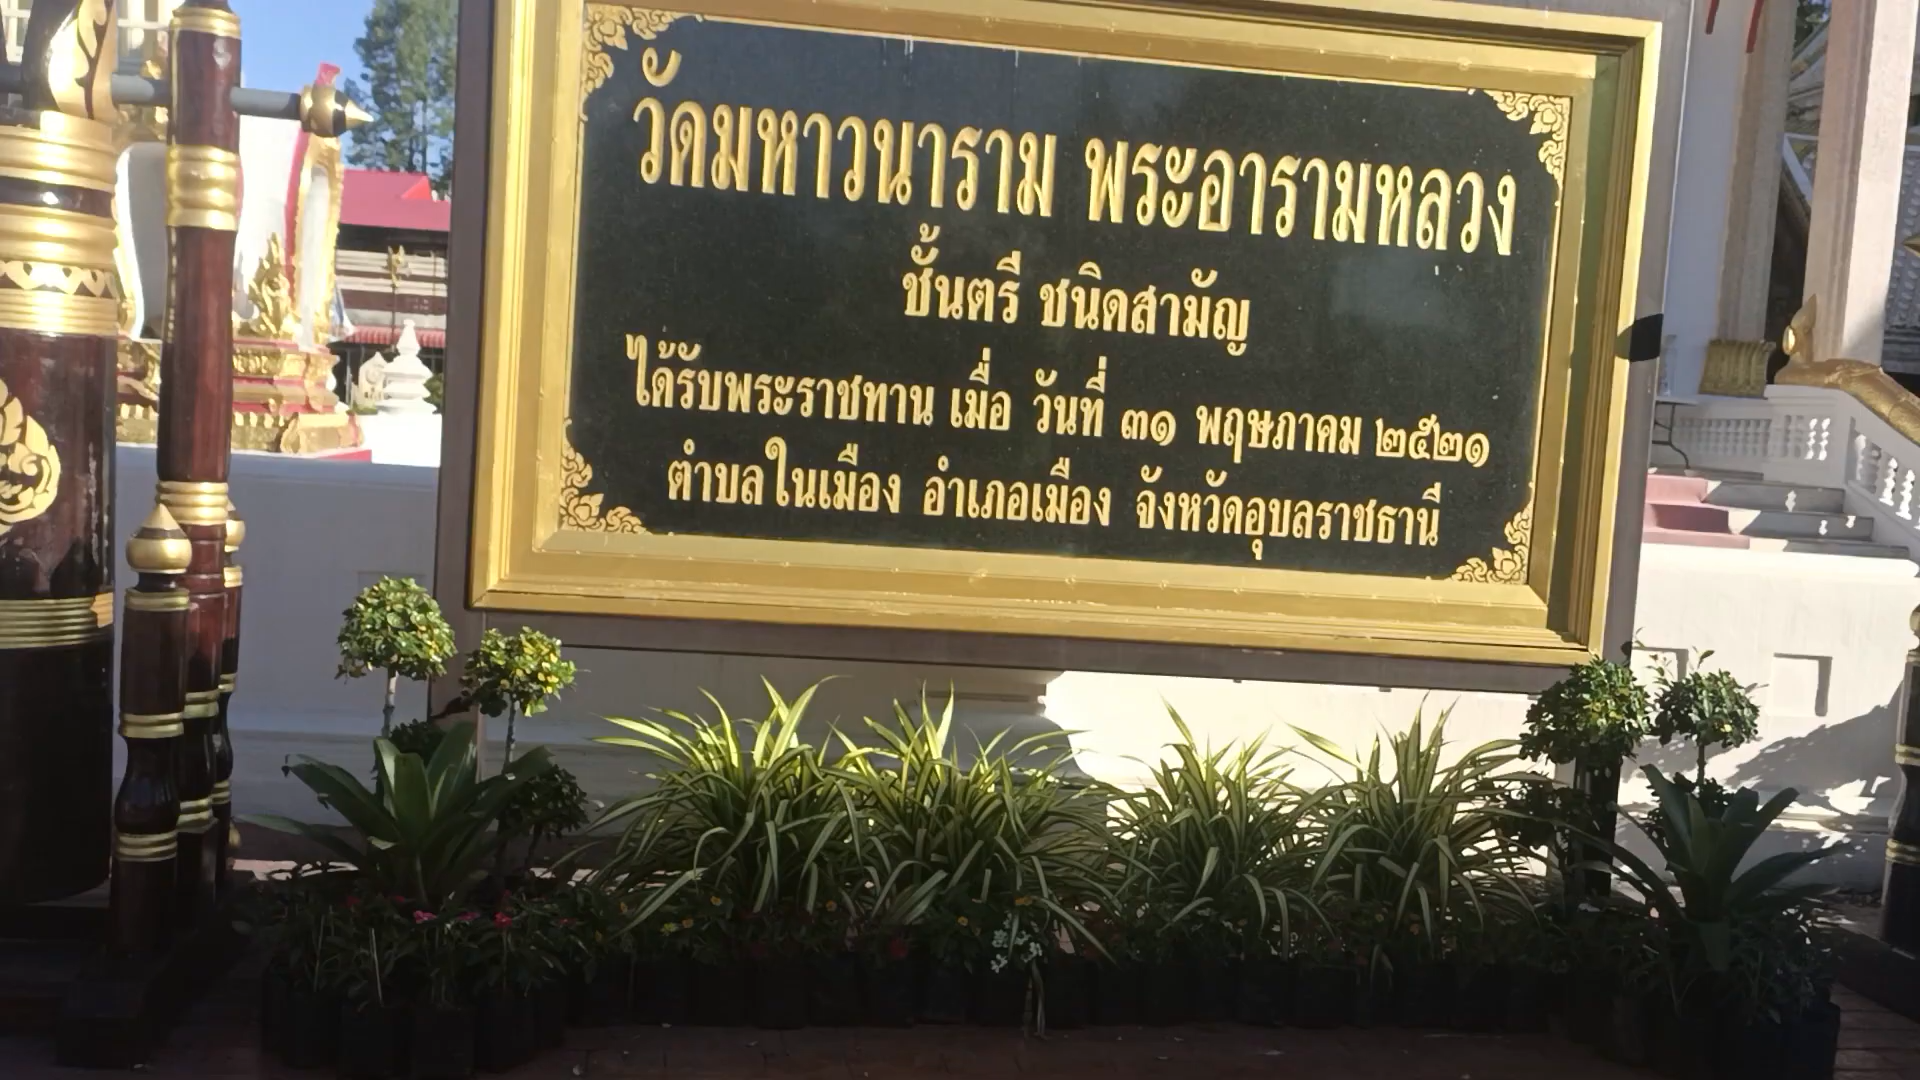 วัดมหาวนาราม พระอารามหลวง
ชั้นตรี ชนิดสามัญ
ได้รับพระราชทาน เมื่อ วันที่ ๓๑ พฤษภาคม ๒๕๒๑
ตำบลในเมือง อำเภอเมือง จังหวัดอุบลราชธานี